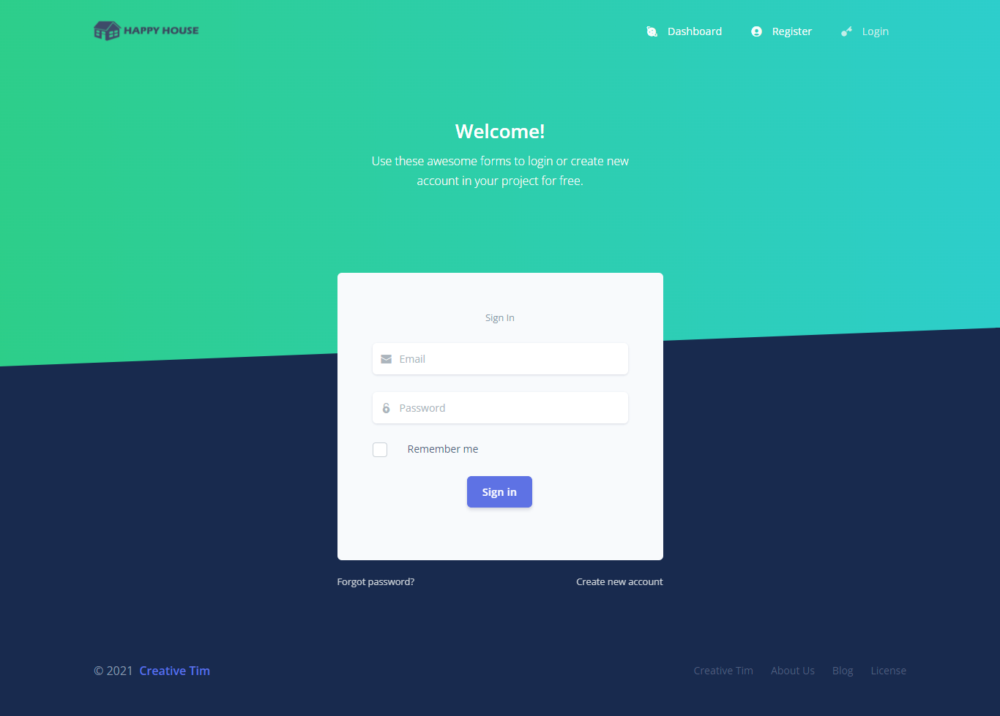 HAPPY HOUSE
Dashboard
Register
Login
Welcome!
Use these awesome forms to login or create new
account in your project for free.
Sign In
Email
Password
Remember me
Sign in
Forgot password?
Create new account
© 2021 Creative Tim
Creative Tim
About Us
Blog
License